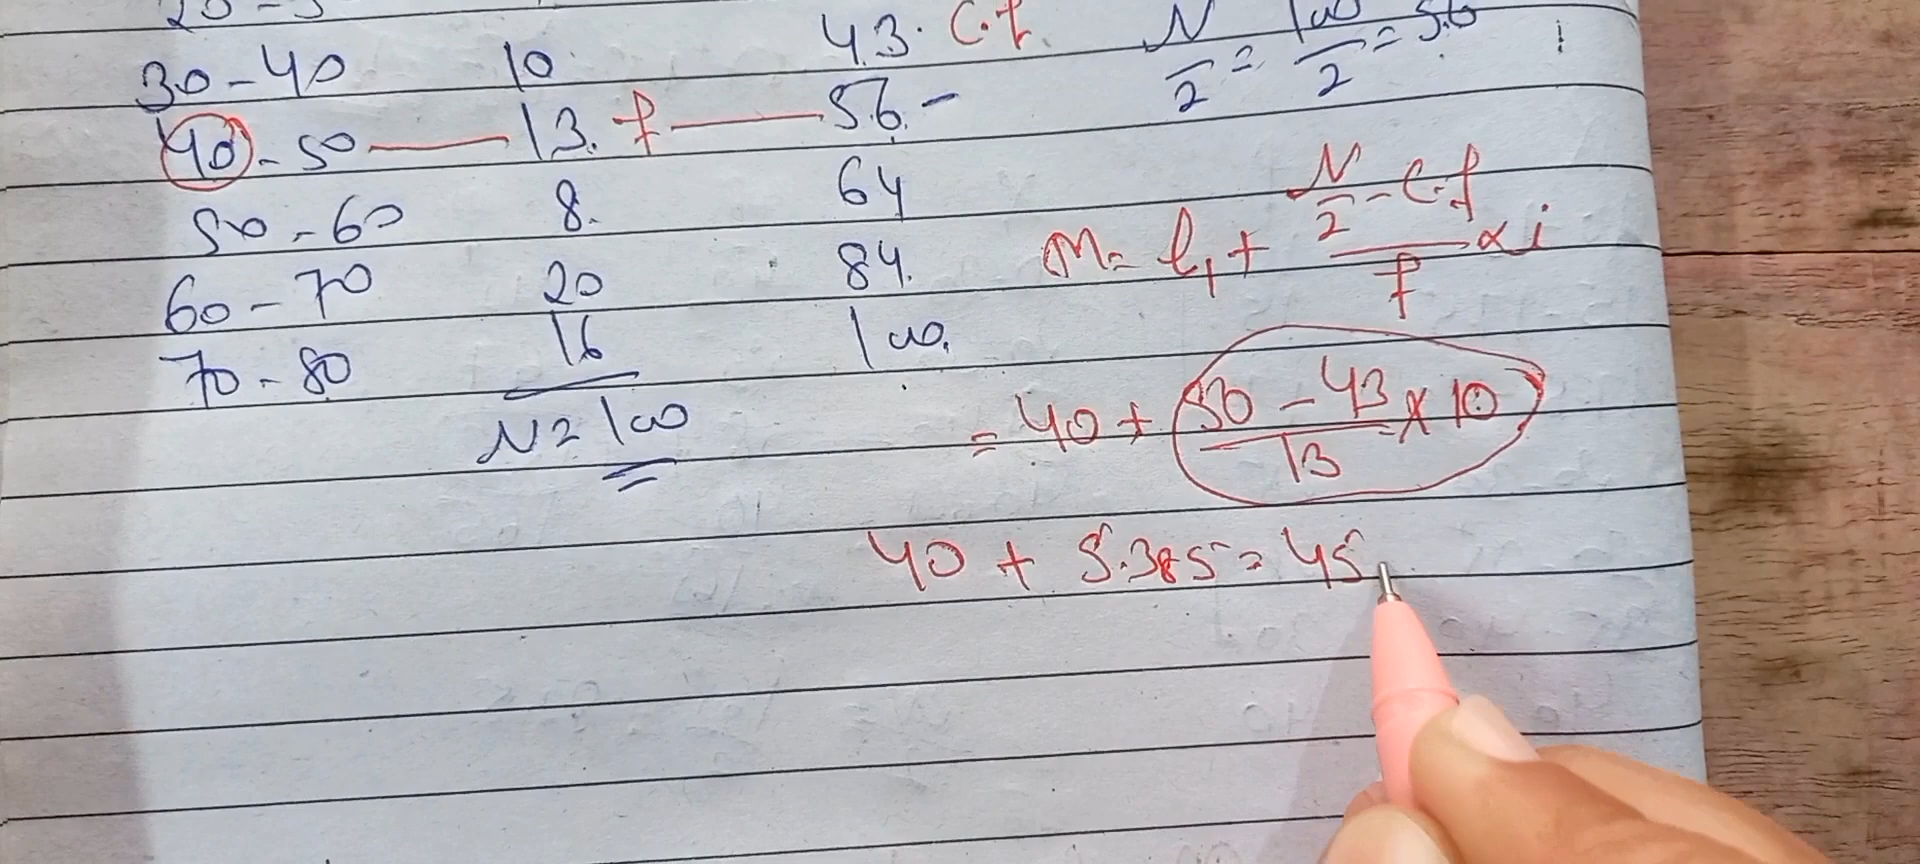 30-40 10. 43. C.f N/2 = 100/2 = 50
40-50 13. f 56.
50-60 8. 64
60-70 20 84.
70-80 16 100.
N = 100
M = l₁ + (N/2 - C.f)/f × i
= 40 + (50 - 43)/13 × 10
40 + 5.385 = 45